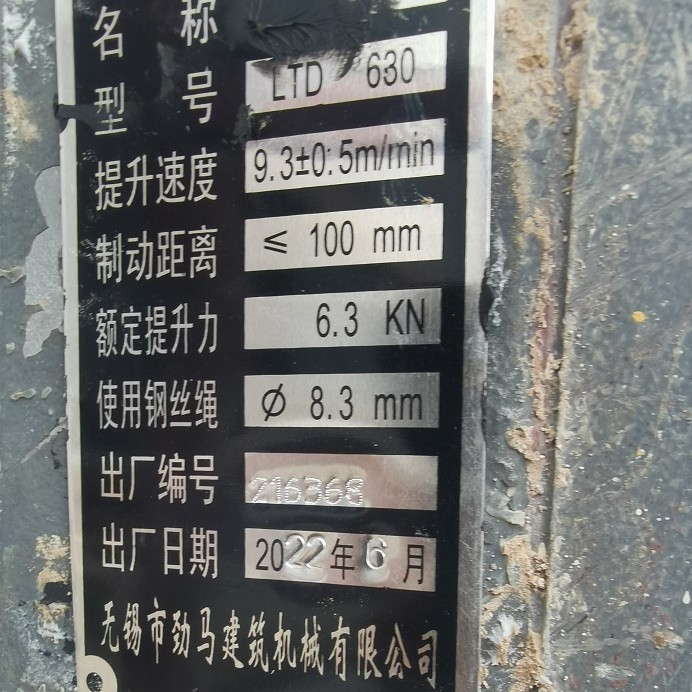 名称
型号 LTD 630
提升速度 9.3±0.5m/min
制动距离 ≤ 100 mm
额定提升力 6.3 KN
使用钢丝绳 Ø 8.3 mm
出厂编号 216368
出厂日期 2022年6月
无锡市劲马建筑机械有限公司